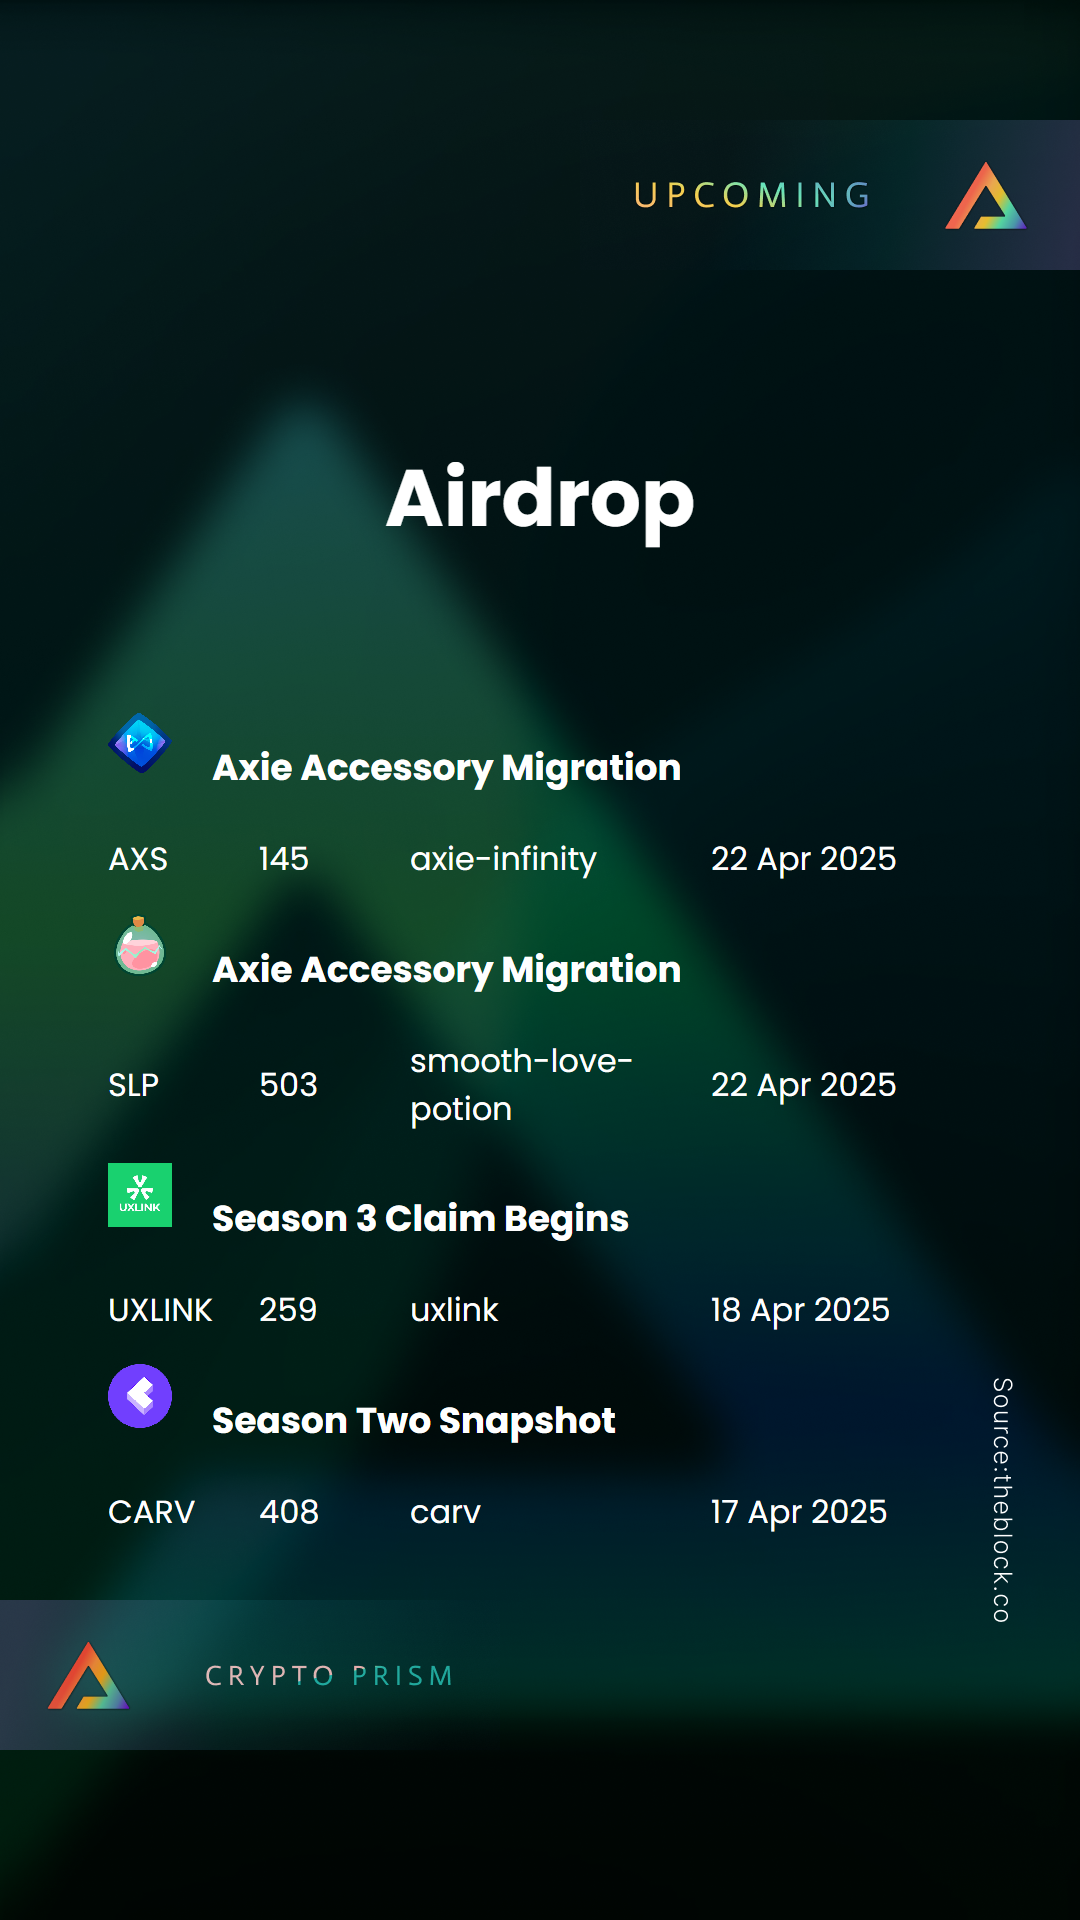 UPCOMING
Airdrop
Axie Accessory Migration
AXS 145 axie-infinity 22 Apr 2025
Axie Accessory Migration
SLP 503 smooth-love-
potion 22 Apr 2025
UXLINK
Season 3 Claim Begins
UXLINK 259 uxlink 18 Apr 2025
Season Two Snapshot
CARV 408 carv 17 Apr 2025
Source:theblock.co
CRYPTO PRISM